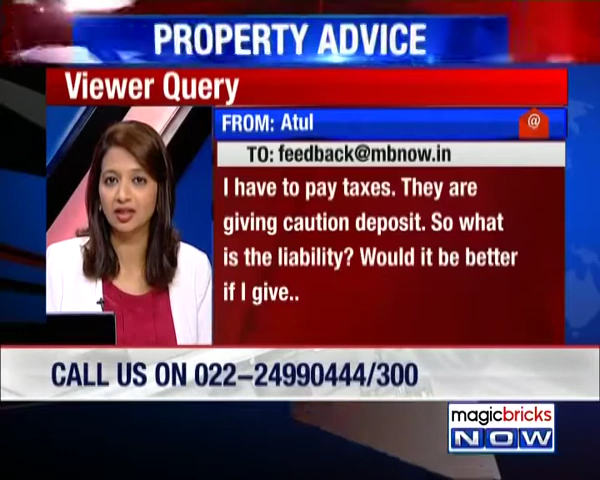 PROPERTY ADVICE
Viewer Query
FROM: Atul
@
TO: feedback@mbnow.in
I have to pay taxes. They are
giving caution deposit. So what
is the liability? Would it be better
if I give..
CALL US ON 022-24990444/300
magicbricks
NOW